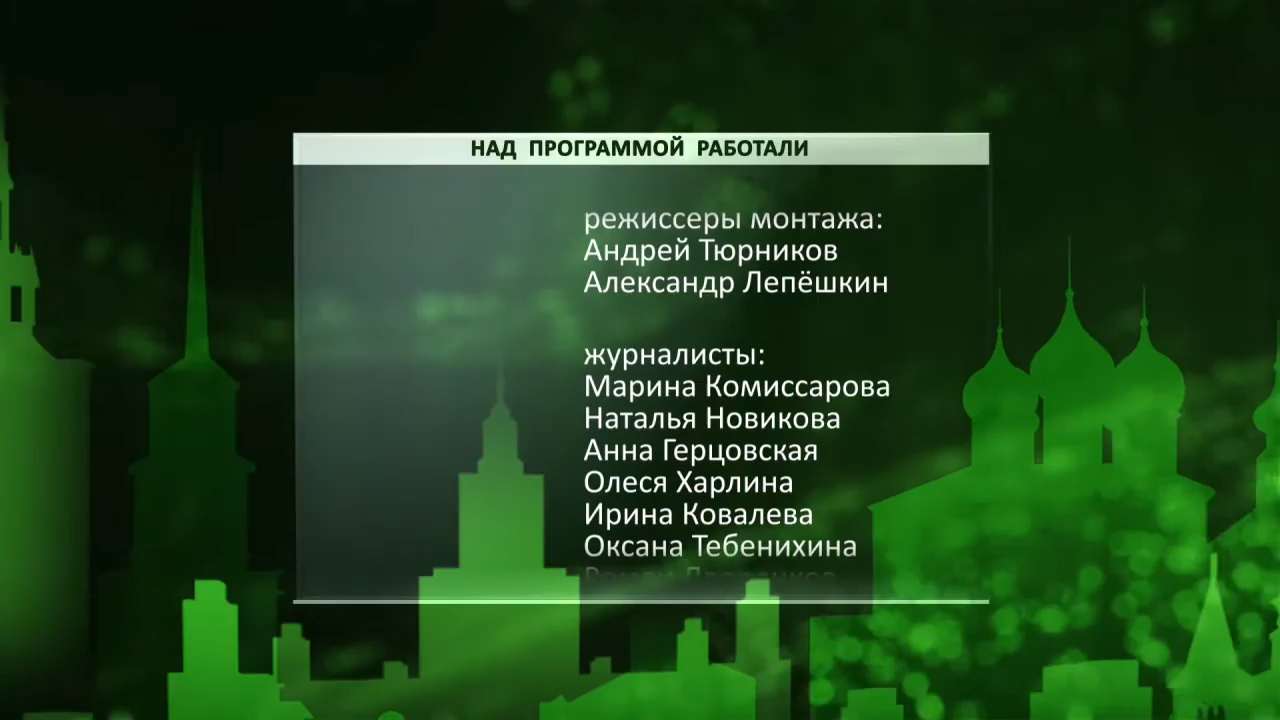 НАД ПРОГРАММОЙ РАБОТАЛИ
режиссеры монтажа:
Андрей Тюрников
Александр Лепёшкин
журналисты:
Марина Комиссарова
Наталья Новикова
Анна Герцовская
Олеся Харлина
Ирина Ковалева
Оксана Тебенихина